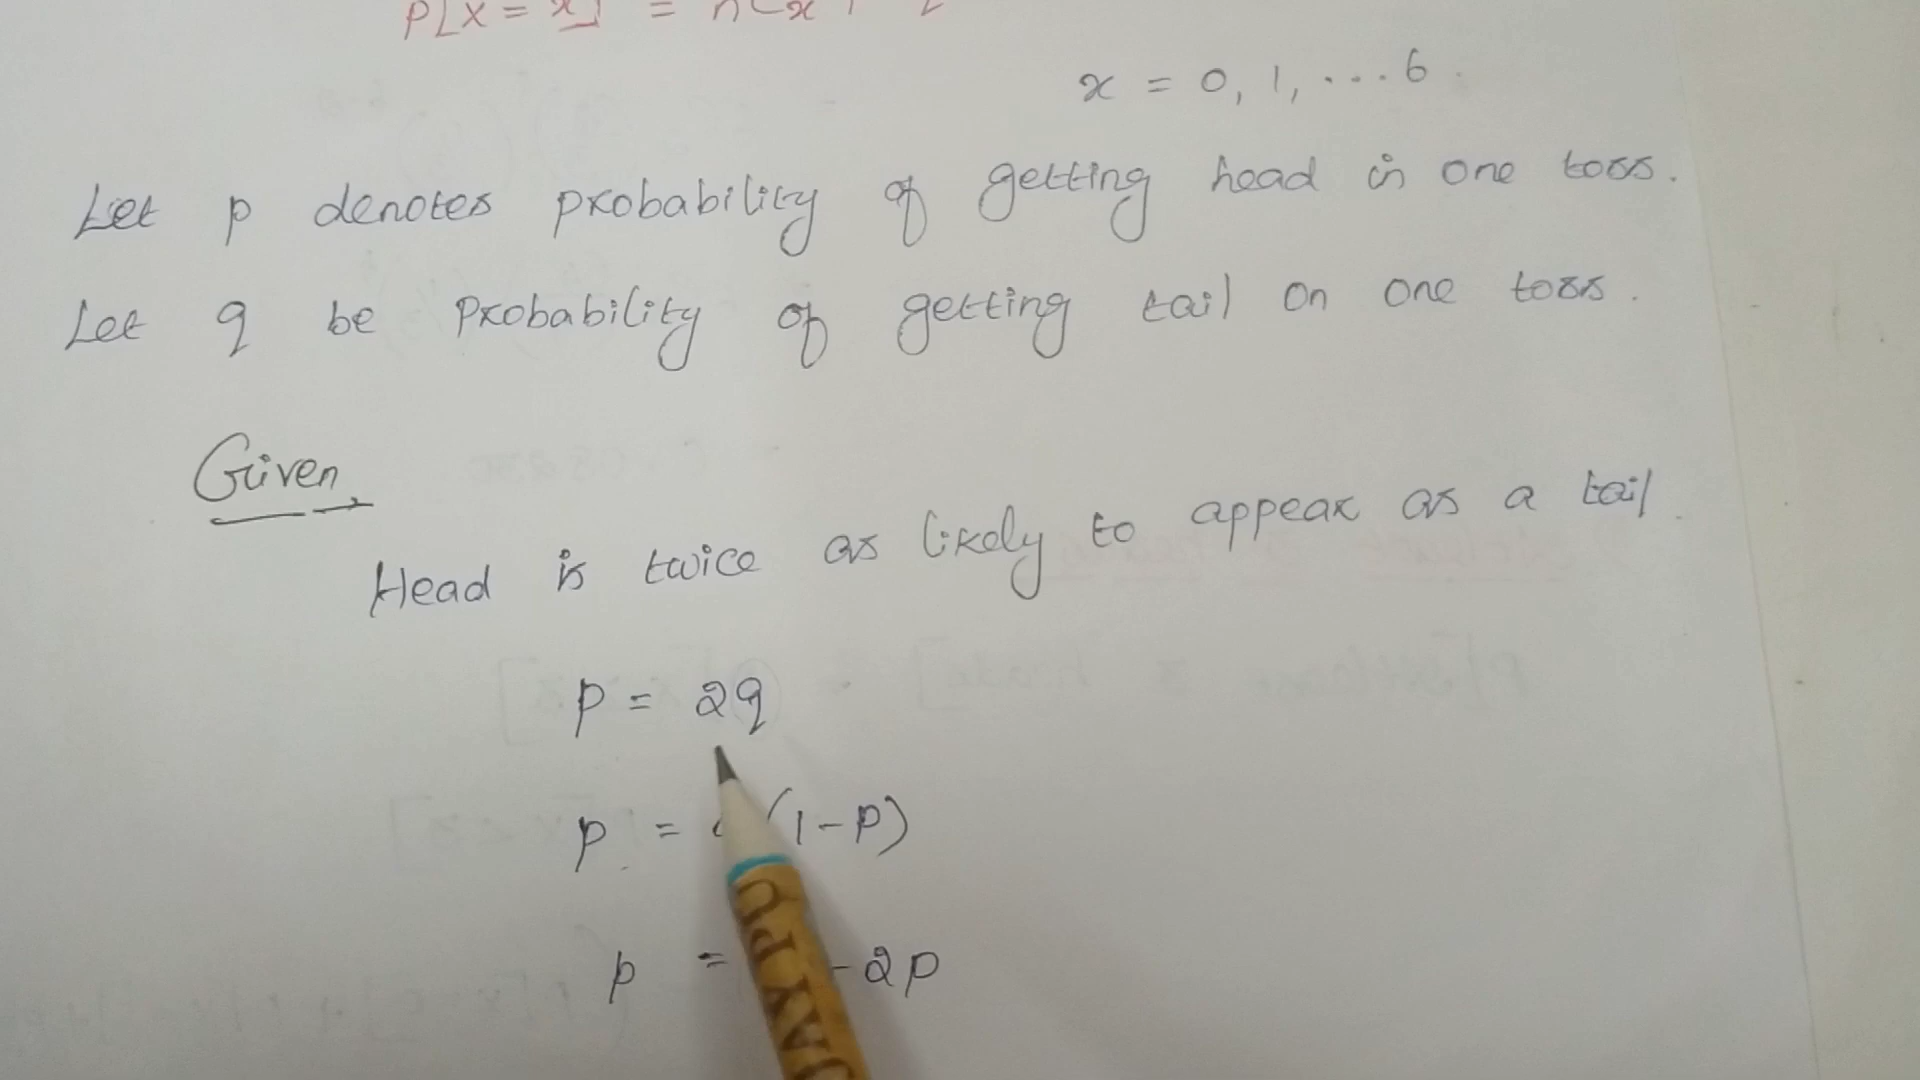 P[X = x] = nCx
x = 0, 1, ... 6.
Let p denotes probability of getting head in one toss.
Let q be probability of getting tail on one toss.
Given
Head is twice as likely to appear as a tail.
p = 2q
p = (1-p)
p = -2p